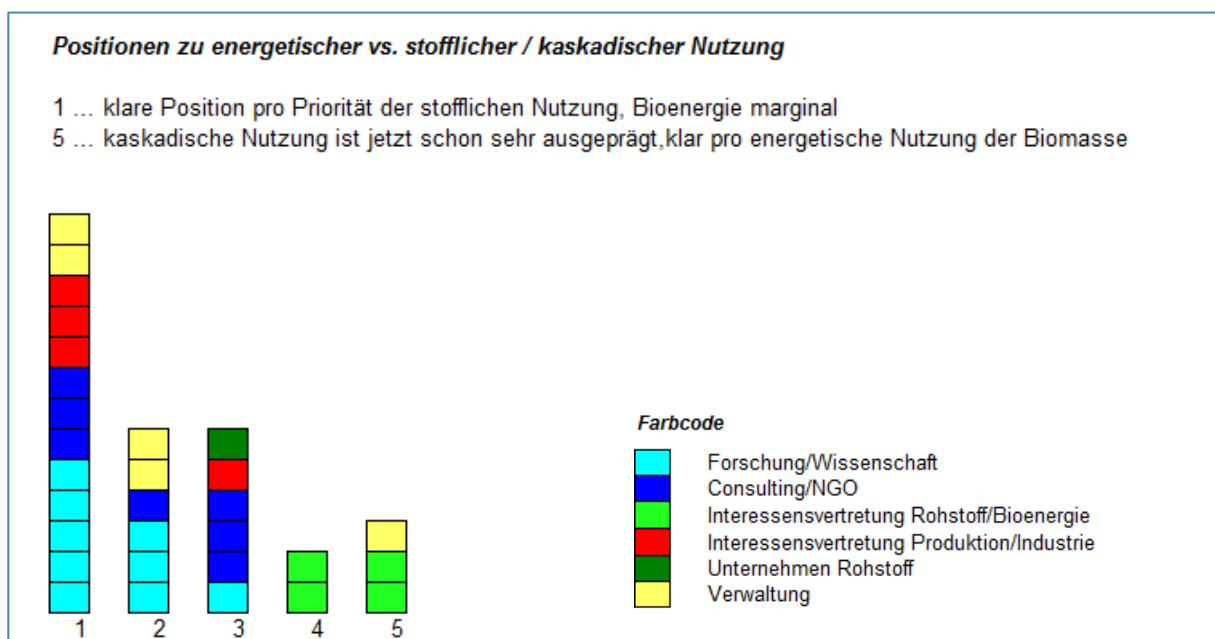 Positionen zu energetischer vs. stofflicher / kaskadischer Nutzung
1 ... klare Position pro Priorität der stofflichen Nutzung, Bioenergie marginal
5 ... kaskadische Nutzung ist jetzt schon sehr ausgeprägt,klar pro energetische Nutzung der Biomasse
Farbcode
Forschung/Wissenschaft
Consulting/NGO
Interessensvertretung Rohstoff/Bioenergie
Interessensvertretung Produktion/Industrie
Unternehmen Rohstoff
Verwaltung
1 2 3 4 5